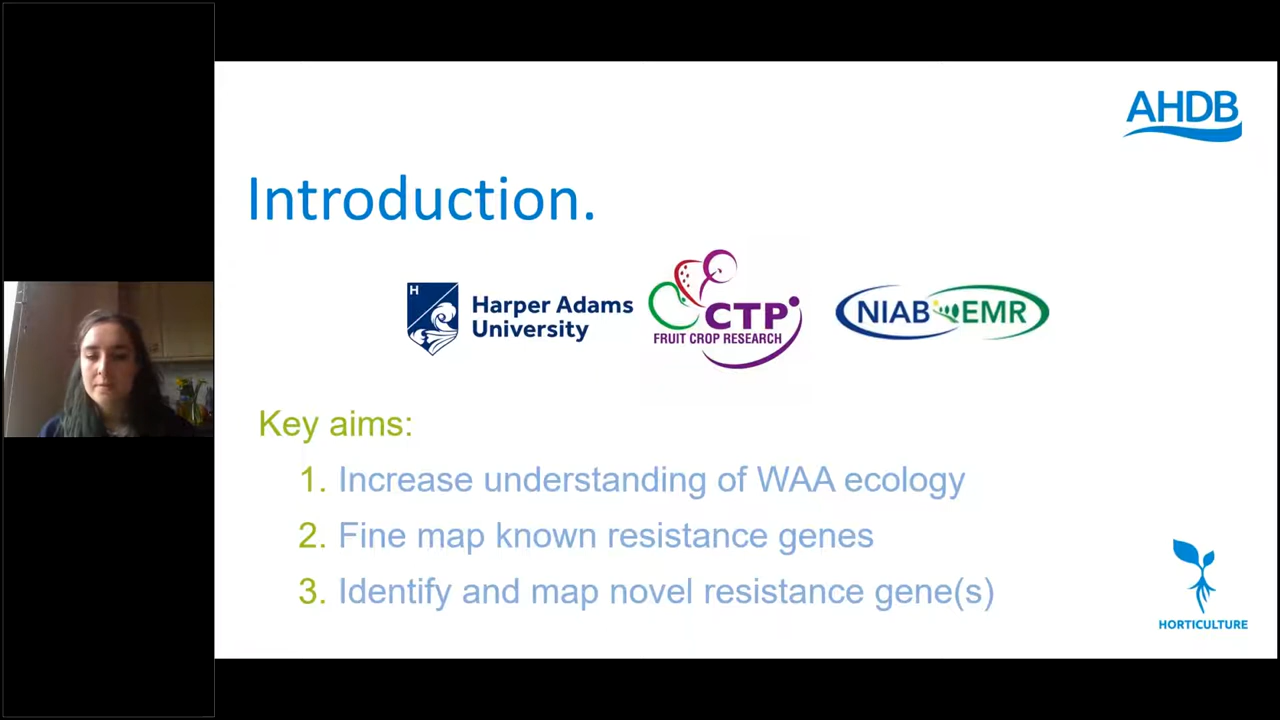 AHDB
Introduction.
H
Harper Adams
University
CTP
FRUIT CROP RESEARCH
NIAB EMR
Key aims:
1. Increase understanding of WAA ecology
2. Fine map known resistance genes
3. Identify and map novel resistance gene(s)
HORTICULTURE